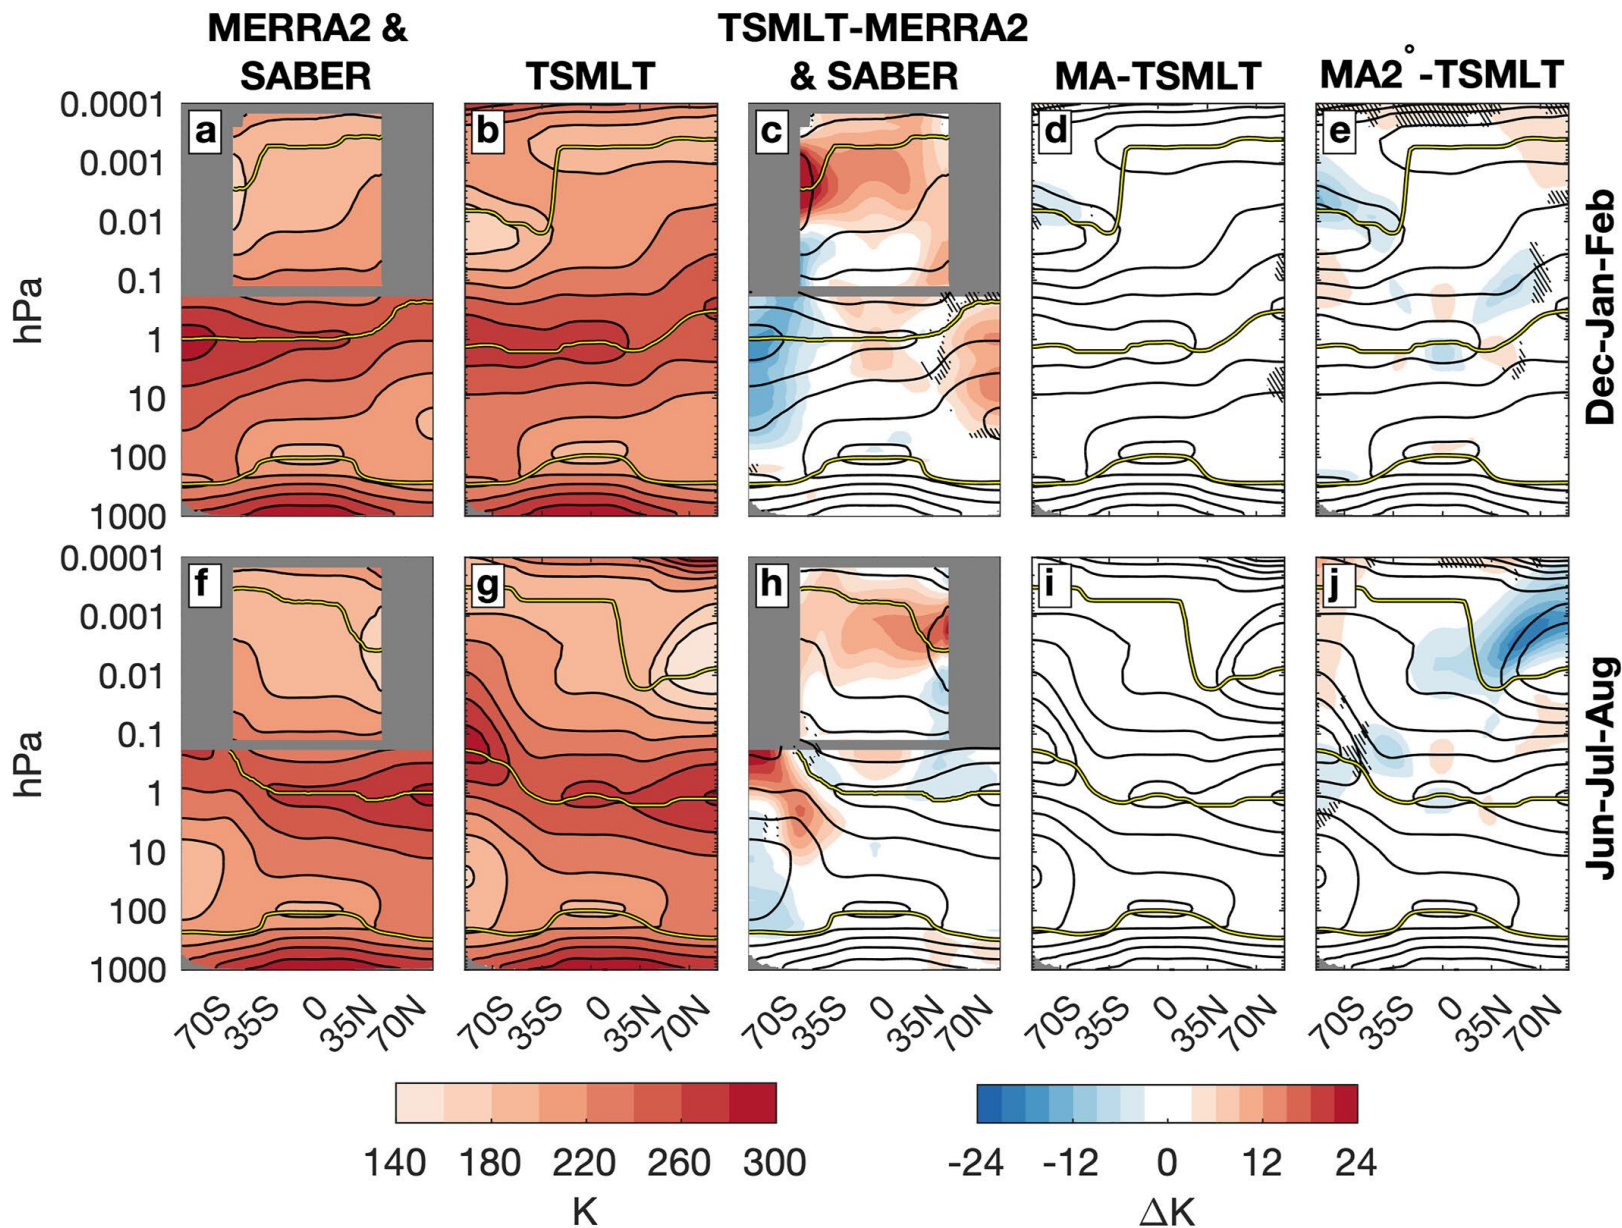 MERRA2 &
SABER
TSMLT
TSMLT-MERRA2
& SABER
MA-TSMLT
MA2°-TSMLT
0.0001
0.001
0.01
0.1
1
10
100
1000
hPa
a
b
c
d
e
Dec-Jan-Feb
0.0001
0.001
0.01
0.1
1
10
100
1000
hPa
f
g
h
i
j
Jun-Jul-Aug
70S 35S 0 35N 70N
70S 35S 0 35N 70N
70S 35S 0 35N 70N
70S 35S 0 35N 70N
70S 35S 0 35N 70N
140 180 220 260 300
K
-24 -12 0 12 24
ΔK